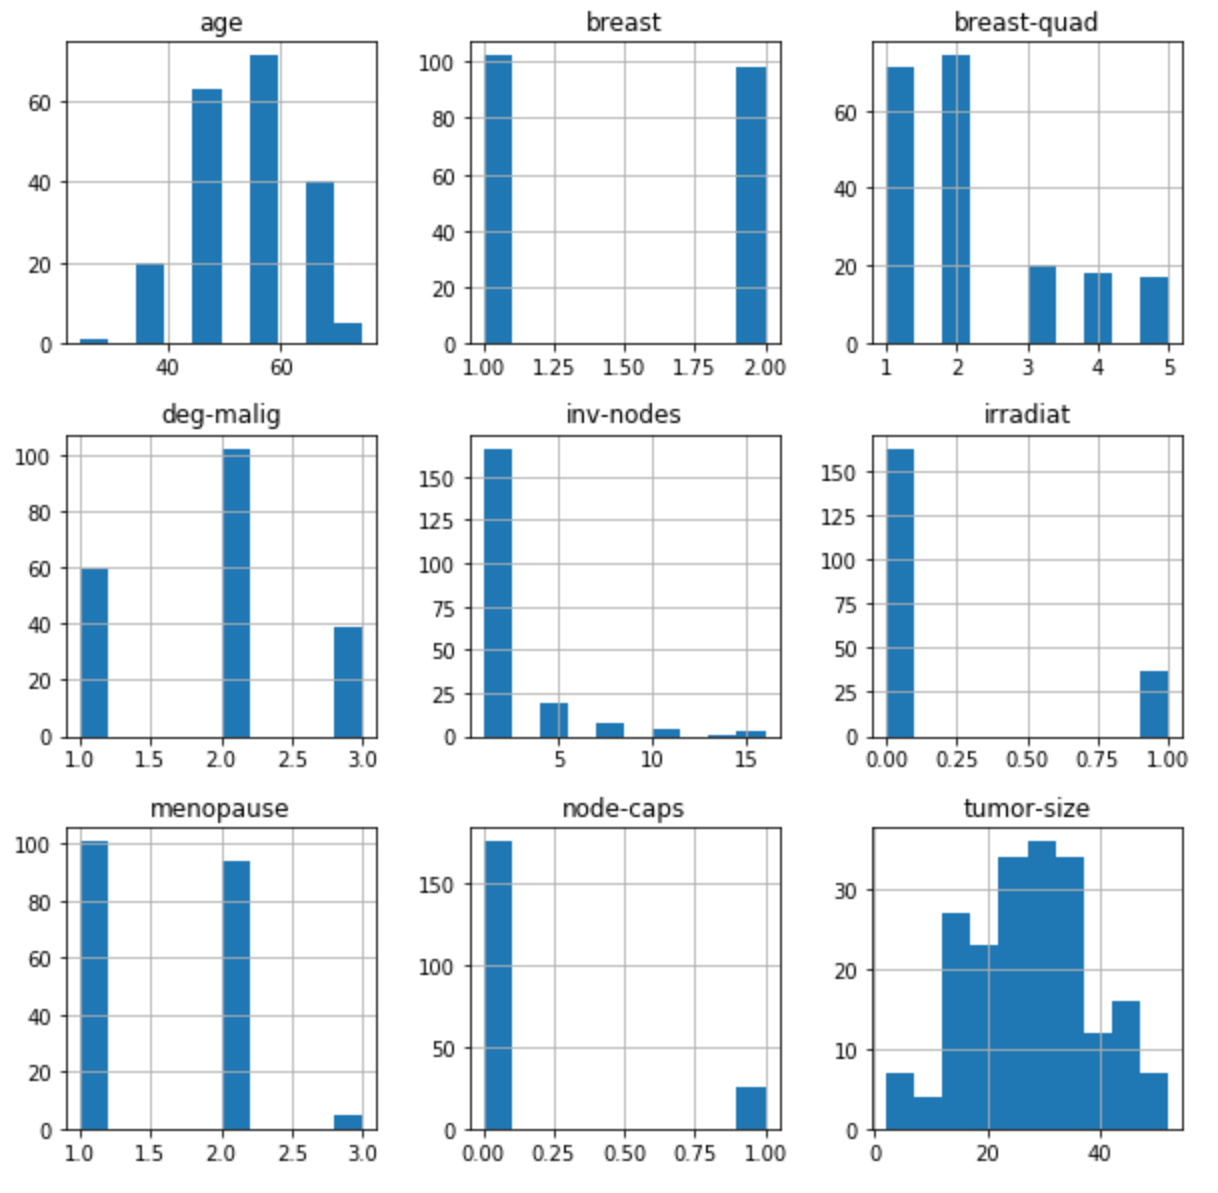 age
60
40
20
0
40 60
breast
100
80
60
40
20
0
1.00 1.25 1.50 1.75 2.00
breast-quad
60
40
20
0
1 2 3 4 5
deg-malig
100
80
60
40
20
0
1.0 1.5 2.0 2.5 3.0
inv-nodes
150
125
100
75
50
25
0
5 10 15
irradiat
150
125
100
75
50
25
0
0.00 0.25 0.50 0.75 1.00
menopause
100
80
60
40
20
0
1.0 1.5 2.0 2.5 3.0
node-caps
150
100
50
0
0.00 0.25 0.50 0.75 1.00
tumor-size
30
20
10
0
0 20 40